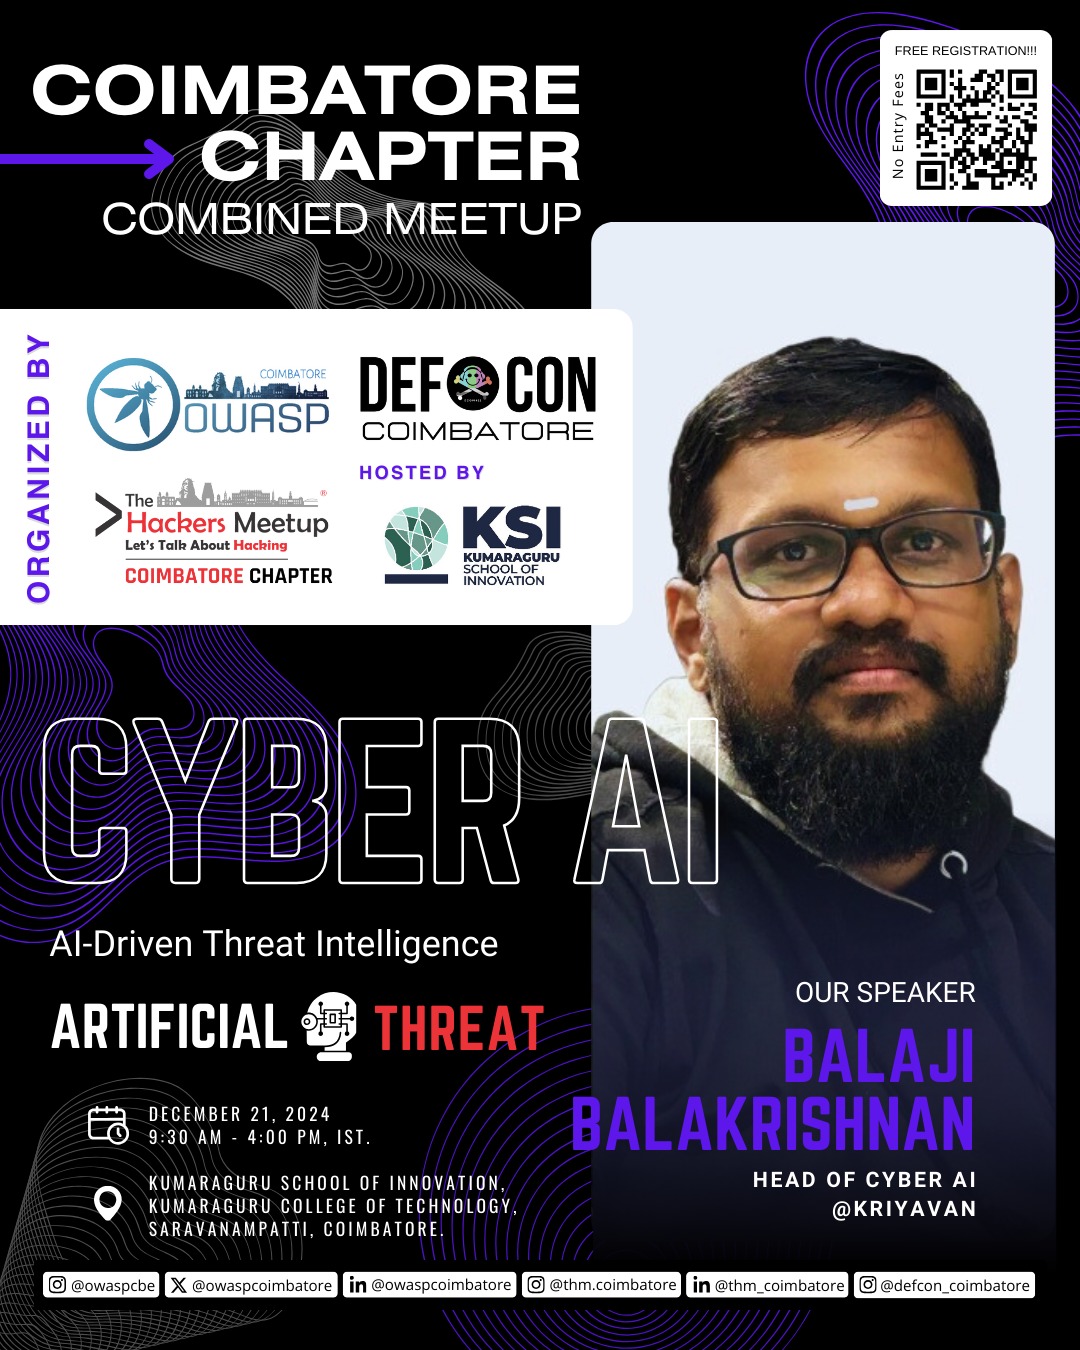 COIMBATORE
CHAPTER
COMBINED MEETUP
FREE REGISTRATION!!!
No Entry Fees
ORGANIZED BY
COIMBATORE
OWASP
DEF CON
COIMBATORE
The
Hackers Meetup
Let's Talk About Hacking
COIMBATORE CHAPTER
HOSTED BY
KSI
KUMARAGURU
SCHOOL OF
INNOVATION
CYBER AI
AI-Driven Threat Intelligence
ARTIFICIAL THREAT
OUR SPEAKER
BALAJI
BALAKRISHNAN
HEAD OF CYBER AI
@KRIYAVAN
DECEMBER 21, 2024
9:30 AM - 4:00 PM, IST.
KUMARAGURU SCHOOL OF INNOVATION,
KUMARAGURU COLLEGE OF TECHNOLOGY,
SARAVANAMPATTI, COIMBATORE.
@owaspcbe @owaspcoimbatore @owaspcoimbatore @thm.coimbatore @thm_coimbatore @defcon_coimbatore